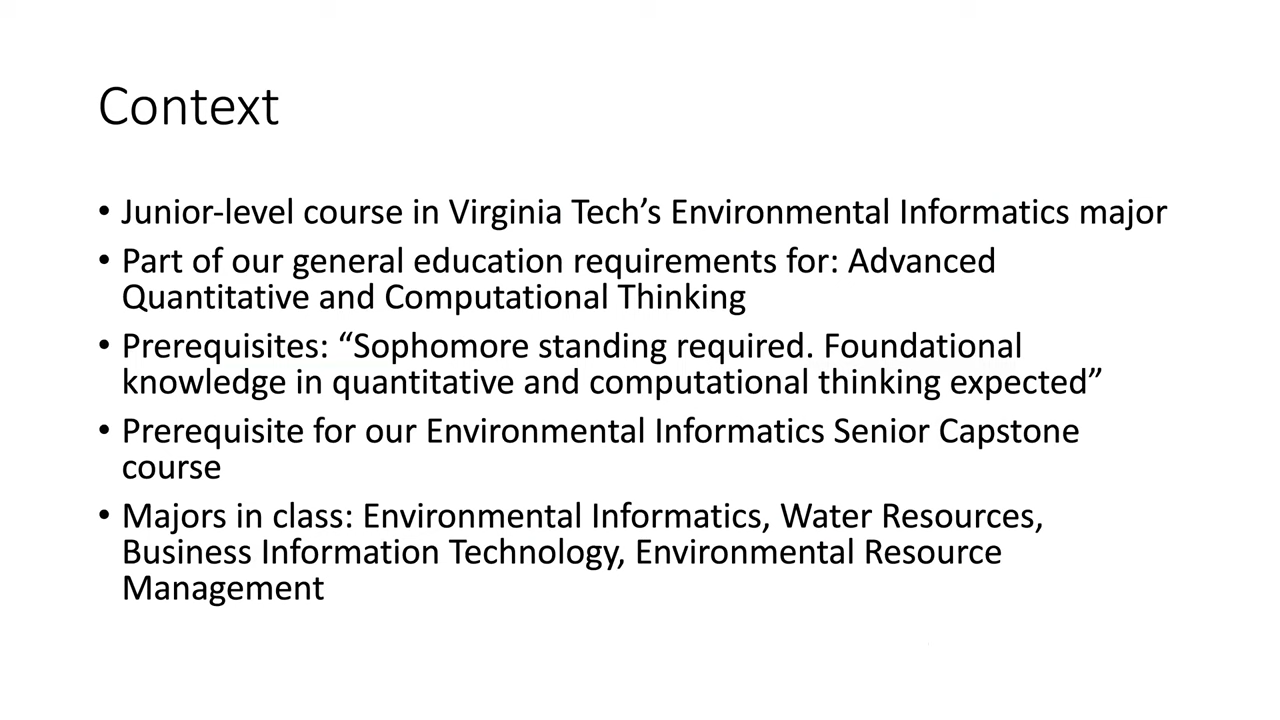 Context
• Junior-level course in Virginia Tech’s Environmental Informatics major
• Part of our general education requirements for: Advanced
Quantitative and Computational Thinking
• Prerequisites: “Sophomore standing required. Foundational
knowledge in quantitative and computational thinking expected”
• Prerequisite for our Environmental Informatics Senior Capstone
course
• Majors in class: Environmental Informatics, Water Resources,
Business Information Technology, Environmental Resource
Management